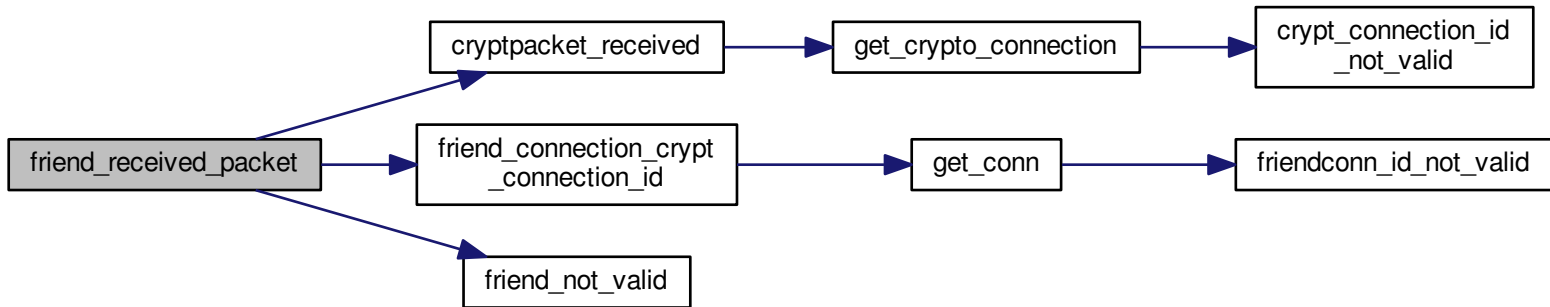 cryptpacket_received
get_crypto_connection
crypt_connection_id
_not_valid
friend_received_packet
friend_connection_crypt
_connection_id
get_conn
friendconn_id_not_valid
friend_not_valid